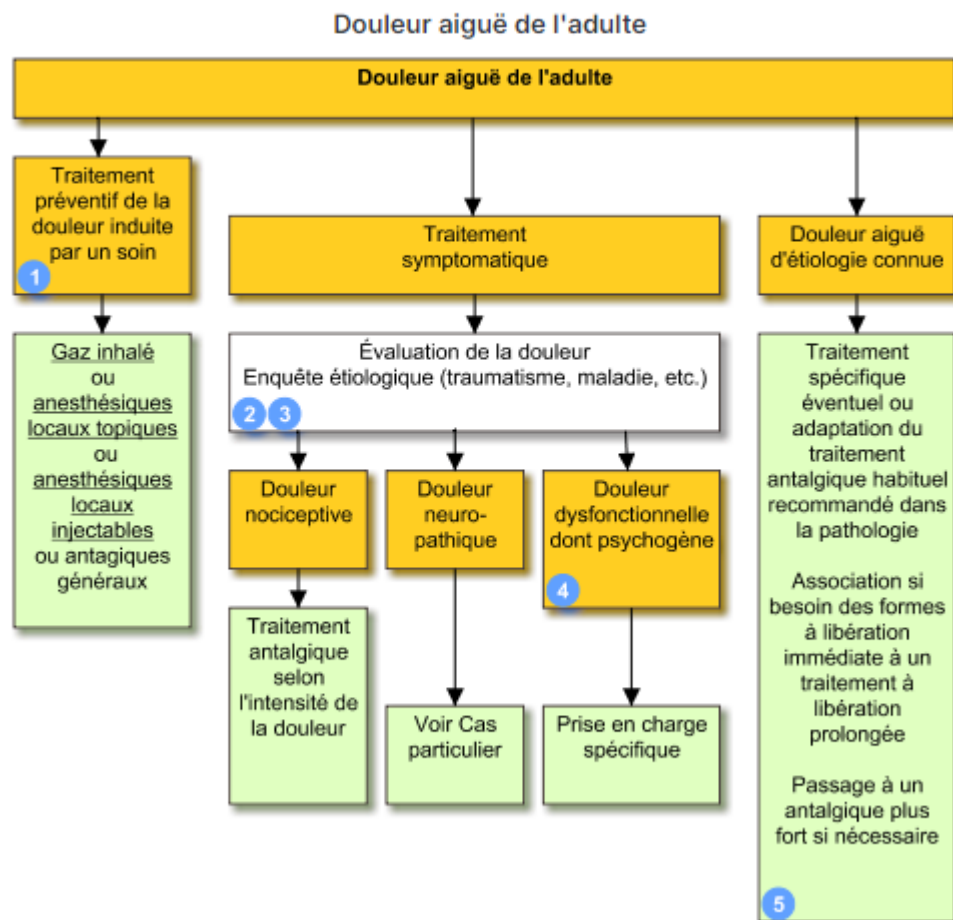 Douleur aiguë de l'adulte
Douleur aiguë de l'adulte
Traitement
préventif de la
douleur induite
par un soin
1
Traitement
symptomatique
Douleur aiguë
d'étiologie connue
Gaz inhalé
ou
anesthésiques
locaux topiques
ou
anesthésiques
locaux
injectables
ou antagiques
généraux
Évaluation de la douleur
Enquête étiologique (traumatisme, maladie, etc.)
2 3
Douleur
nociceptive
Douleur
neuro-
pathique
Douleur
dysfonctionnelle
dont psychogène
4
Traitement
antalgique
selon
l'intensité de
la douleur
Voir Cas
particulier
Prise en charge
spécifique
Traitement
spécifique
éventuel ou
adaptation du
traitement
antalgique habituel
recommandé dans
la pathologie
Association si
besoin des formes
à libération
immédiate à un
traitement à
libération
prolongée
Passage à un
antalgique plus
fort si nécessaire
5